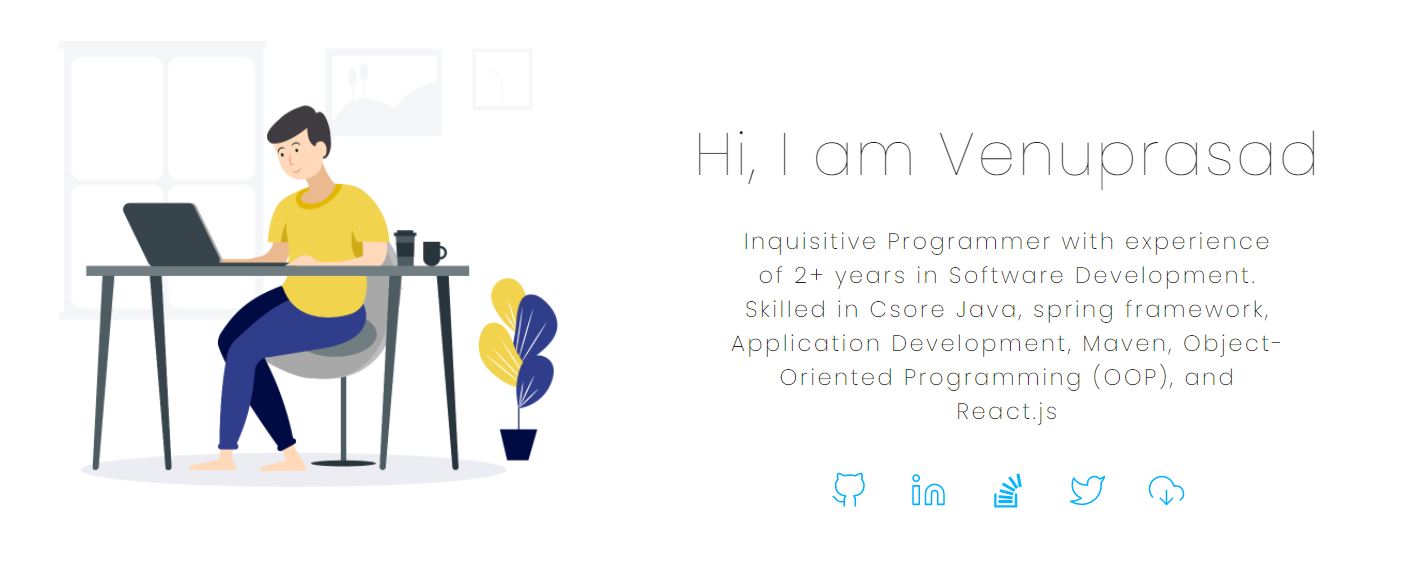 Hi, I am Venuprasad
Inquisitive Programmer with experience
of 2+ years in Software Development.
Skilled in Csore Java, spring framework,
Application Development, Maven, Object-
Oriented Programming (OOP), and
React.js